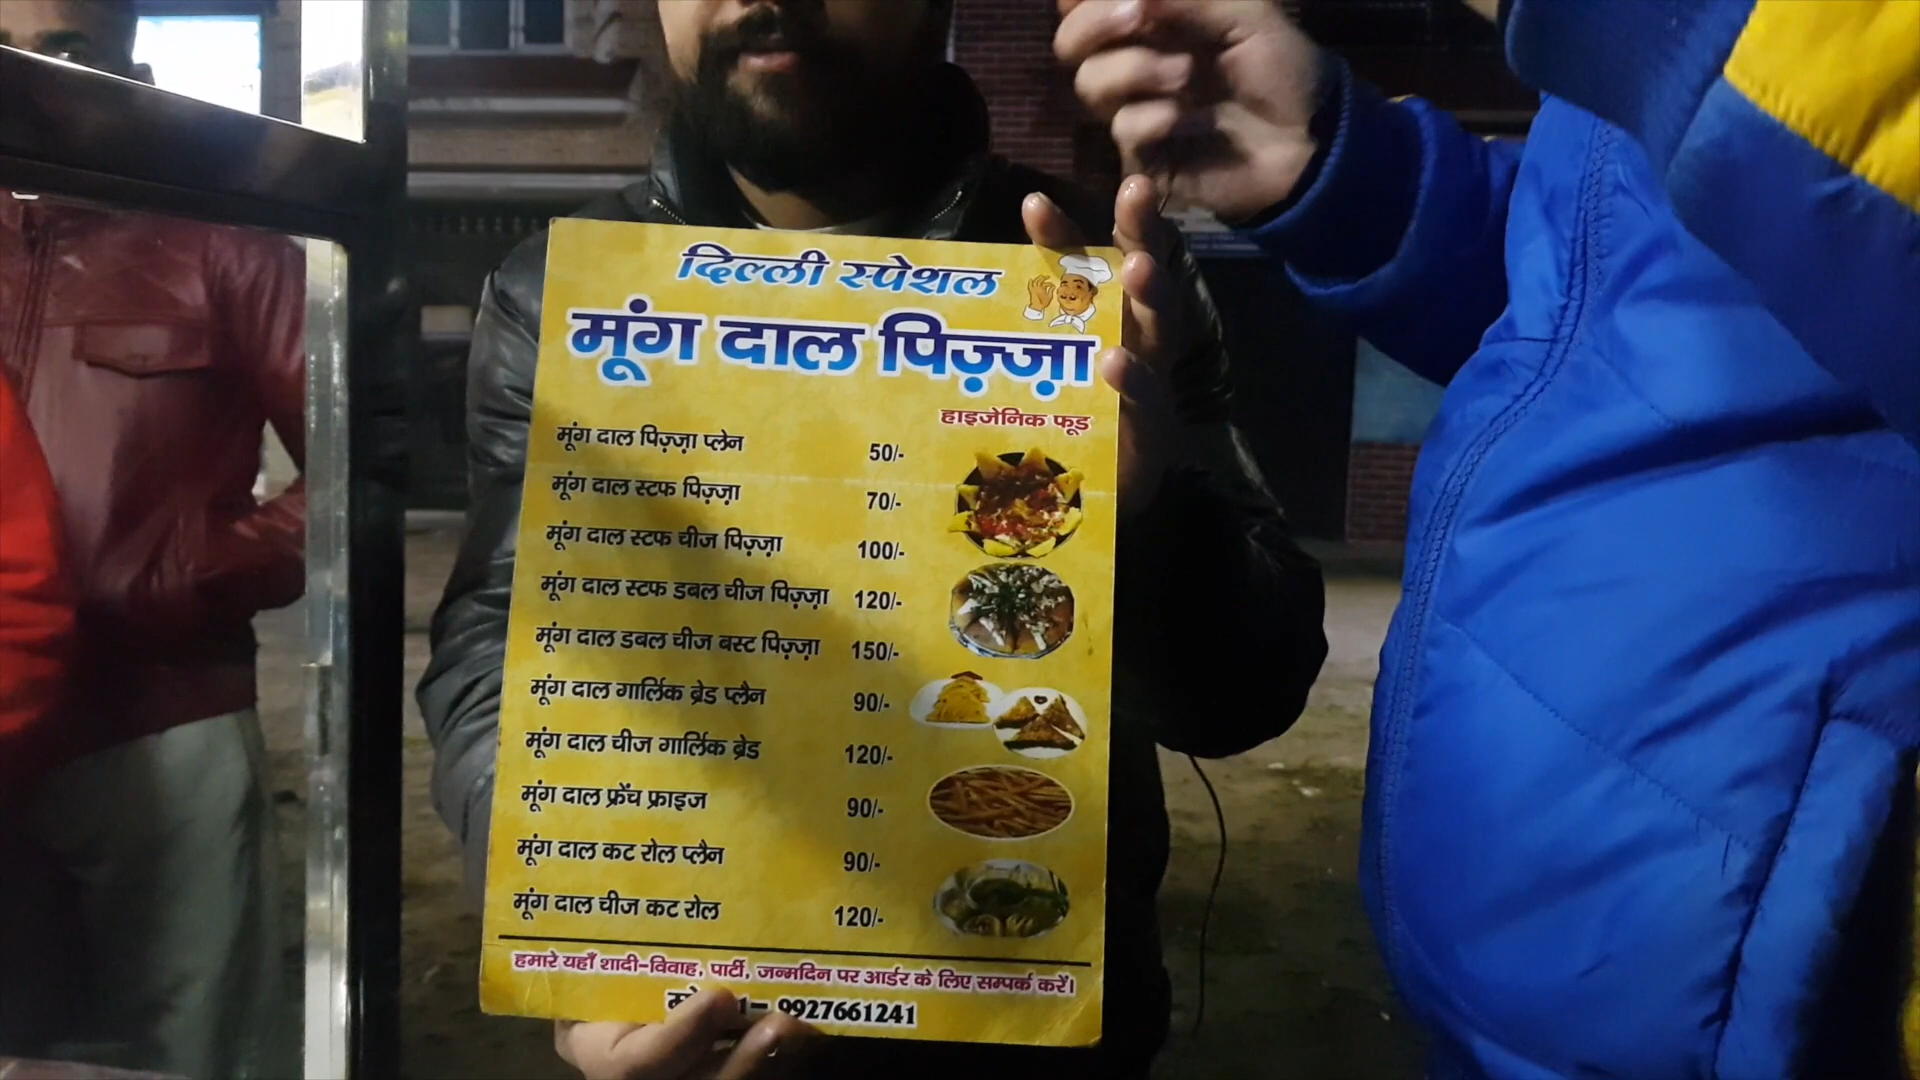 दिल्ली स्पेशल
मूंग दाल पिज़्ज़ा
हाइजेनिक फूड
मूंग दाल पिज़्ज़ा प्लेन 50/-
मूंग दाल स्टफ पिज़्ज़ा 70/-
मूंग दाल स्टफ चीज पिज़्ज़ा 100/-
मूंग दाल स्टफ डबल चीज पिज़्ज़ा 120/-
मूंग दाल डबल चीज बस्ट पिज़्ज़ा 150/-
मूंग दाल गार्लिक ब्रेड प्लैन 90/-
मूंग दाल चीज गार्लिक ब्रेड 120/-
मूंग दाल फ्रेंच फ्राइज 90/-
मूंग दाल कट रोल प्लैन 90/-
मूंग दाल चीज कट रोल 120/-
हमारे यहाँ शादी-विवाह, पार्टी, जन्मदिन पर आर्डर के लिए सम्पर्क करें।
9927661241